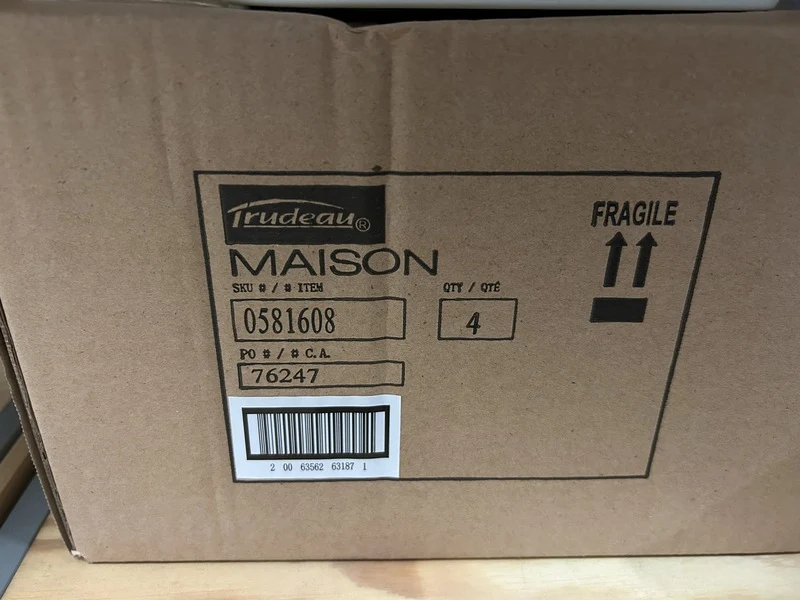 Trudeau®
MAISON
FRAGILE
SKU # / # ITEM
QTY / QTÉ
0581608
4
PO # / # C.A.
76247
2 00 63562 63187 1